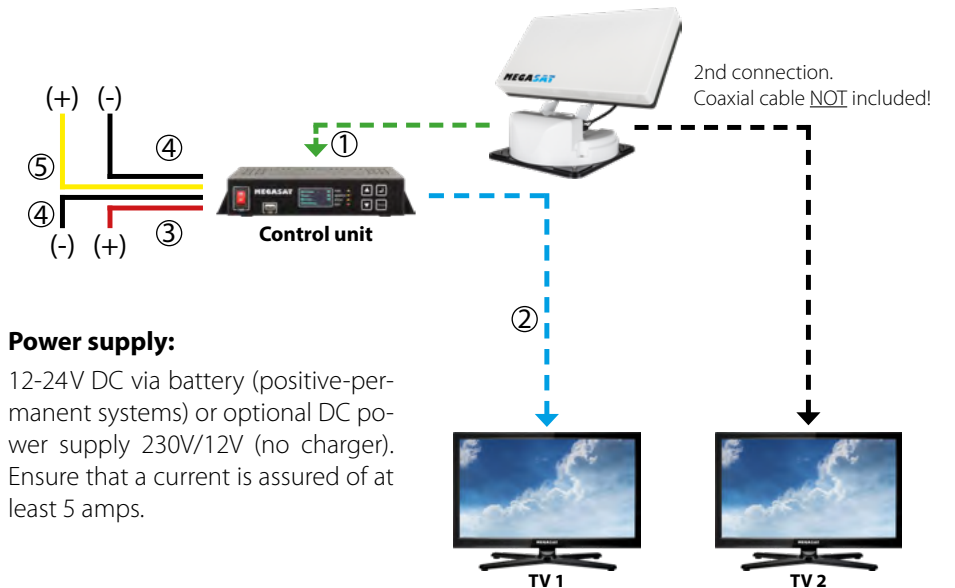 MEGASAT
2nd connection.
Coaxial cable NOT included!
(+) (-)
①
④
⑤
MEGASAT
④
(-) (+)
③
Control unit
②
Power supply:
12-24V DC via battery (positive-per-
manent systems) or optional DC po-
wer supply 230V/12V (no charger).
Ensure that a current is assured of at
least 5 amps.
MEGASAT
MEGASAT
TV 1
TV 2